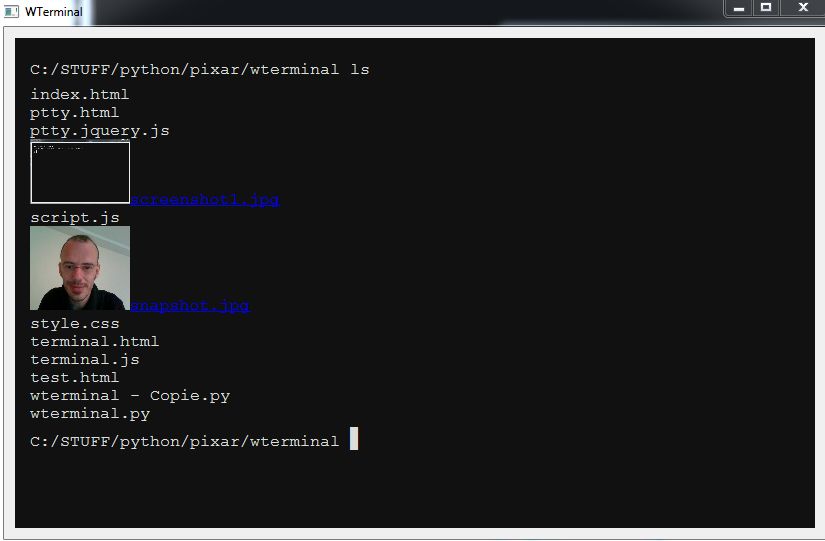 WTerminal
C:/STUFF/python/pixar/wterminal ls
index.html
ptty.html
ptty.jquery.js
screenshot1.jpg
script.js
snapshot.jpg
style.css
terminal.html
terminal.js
test.html
wterminal - Copie.py
wterminal.py
C:/STUFF/python/pixar/wterminal